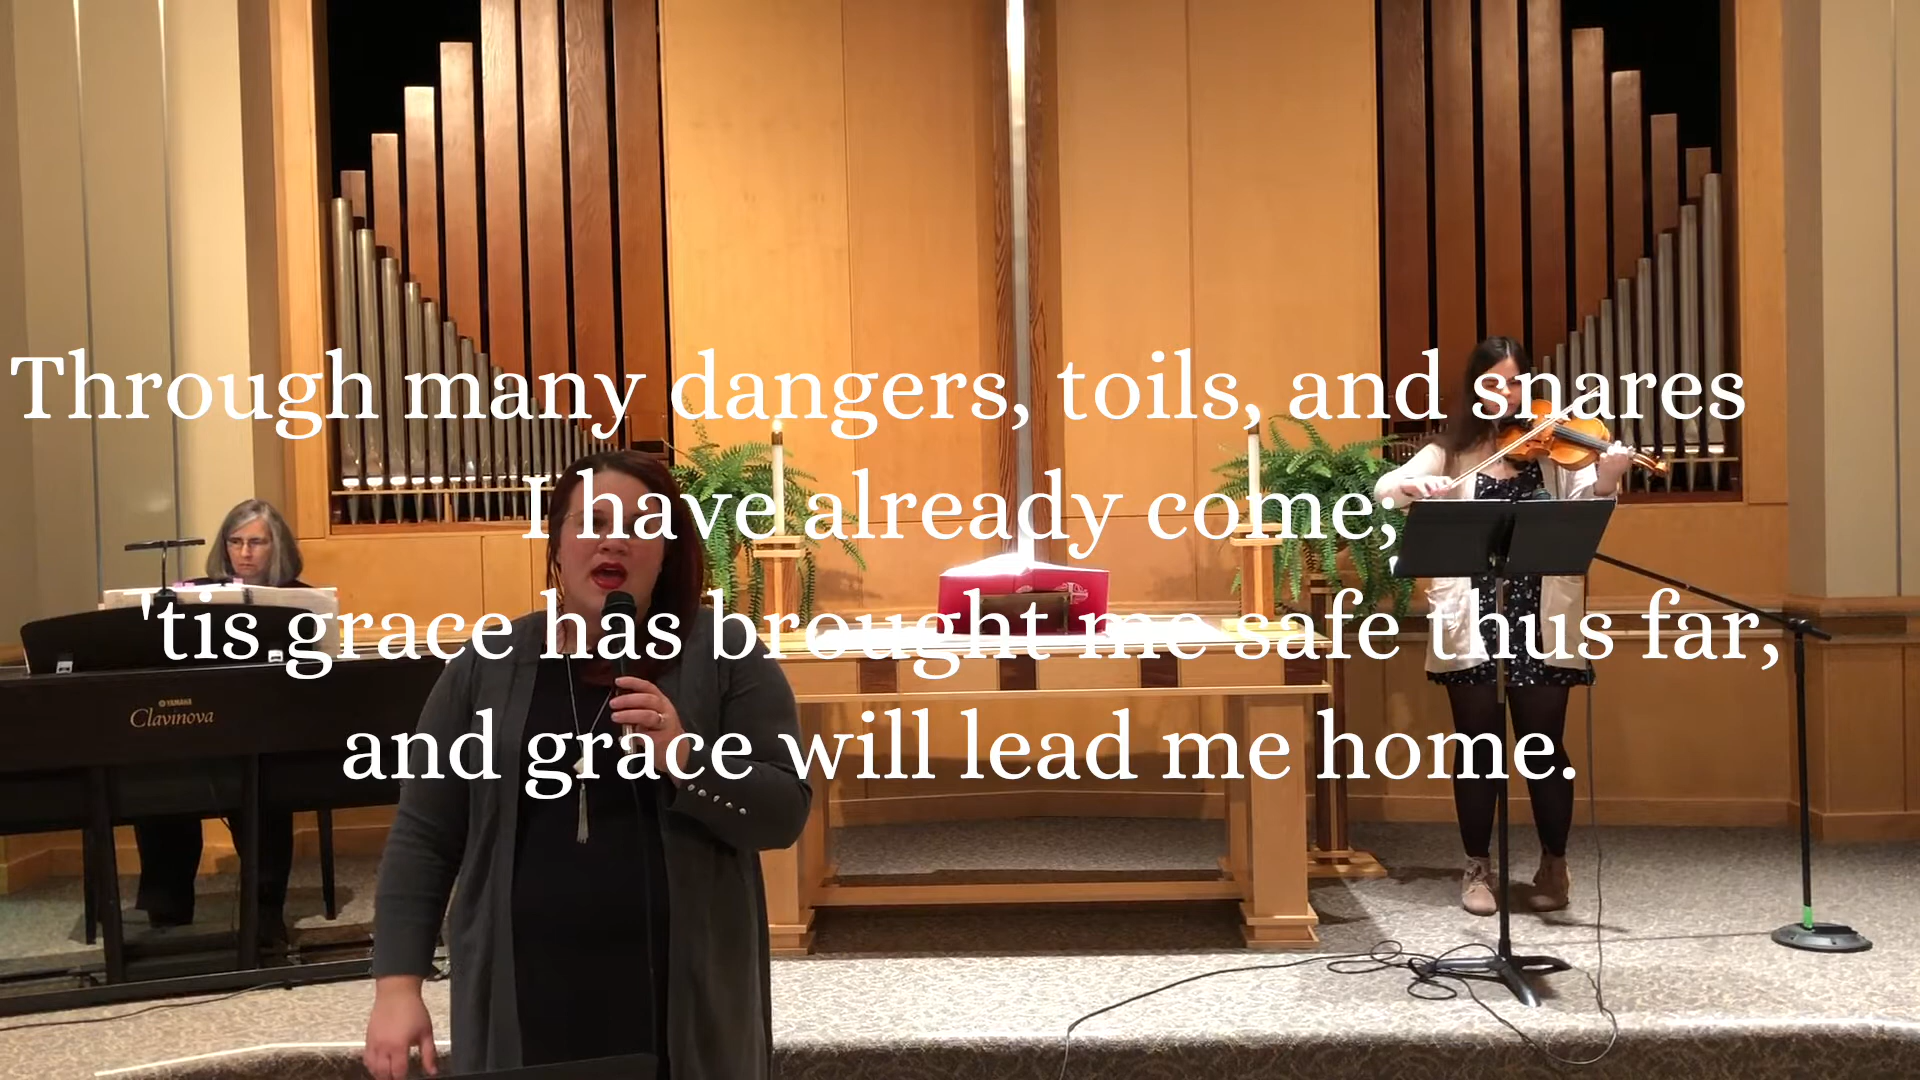 Through many dangers, toils, and snares
I have already come;
'tis grace has brought me safe thus far,
and grace will lead me home.
YAMAHA
Clavinova